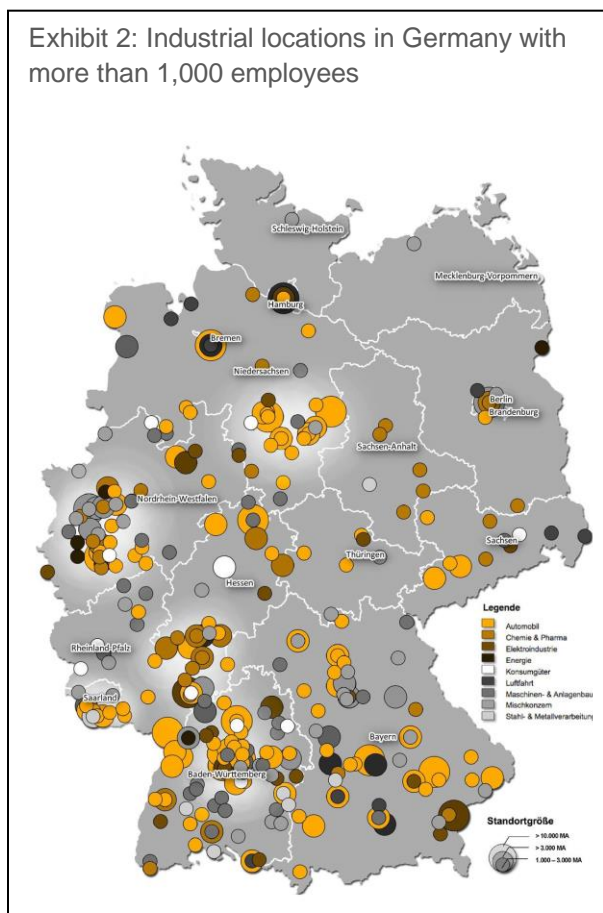 Exhibit 2: Industrial locations in Germany with
more than 1,000 employees
Schleswig-Holstein
Mecklenburg-Vorpommern
Hamburg
Bremen
Niedersachsen
Berlin
Brandenburg
Sachsen-Anhalt
Nordrhein-Westfalen
Sachsen
Thüringen
Hessen
Rheinland-Pfalz
Saarland
Bayern
Baden-Württemberg
Legende
Automobil
Chemie & Pharma
Elektroindustrie
Energie
Konsumgüter
Luftfahrt
Maschinen- & Anlagenbau
Mischkonzern
Stahl- & Metallverarbeitung
Standortgröße
> 10.000 MA
> 3.000 MA
1.000 – 3.000 MA